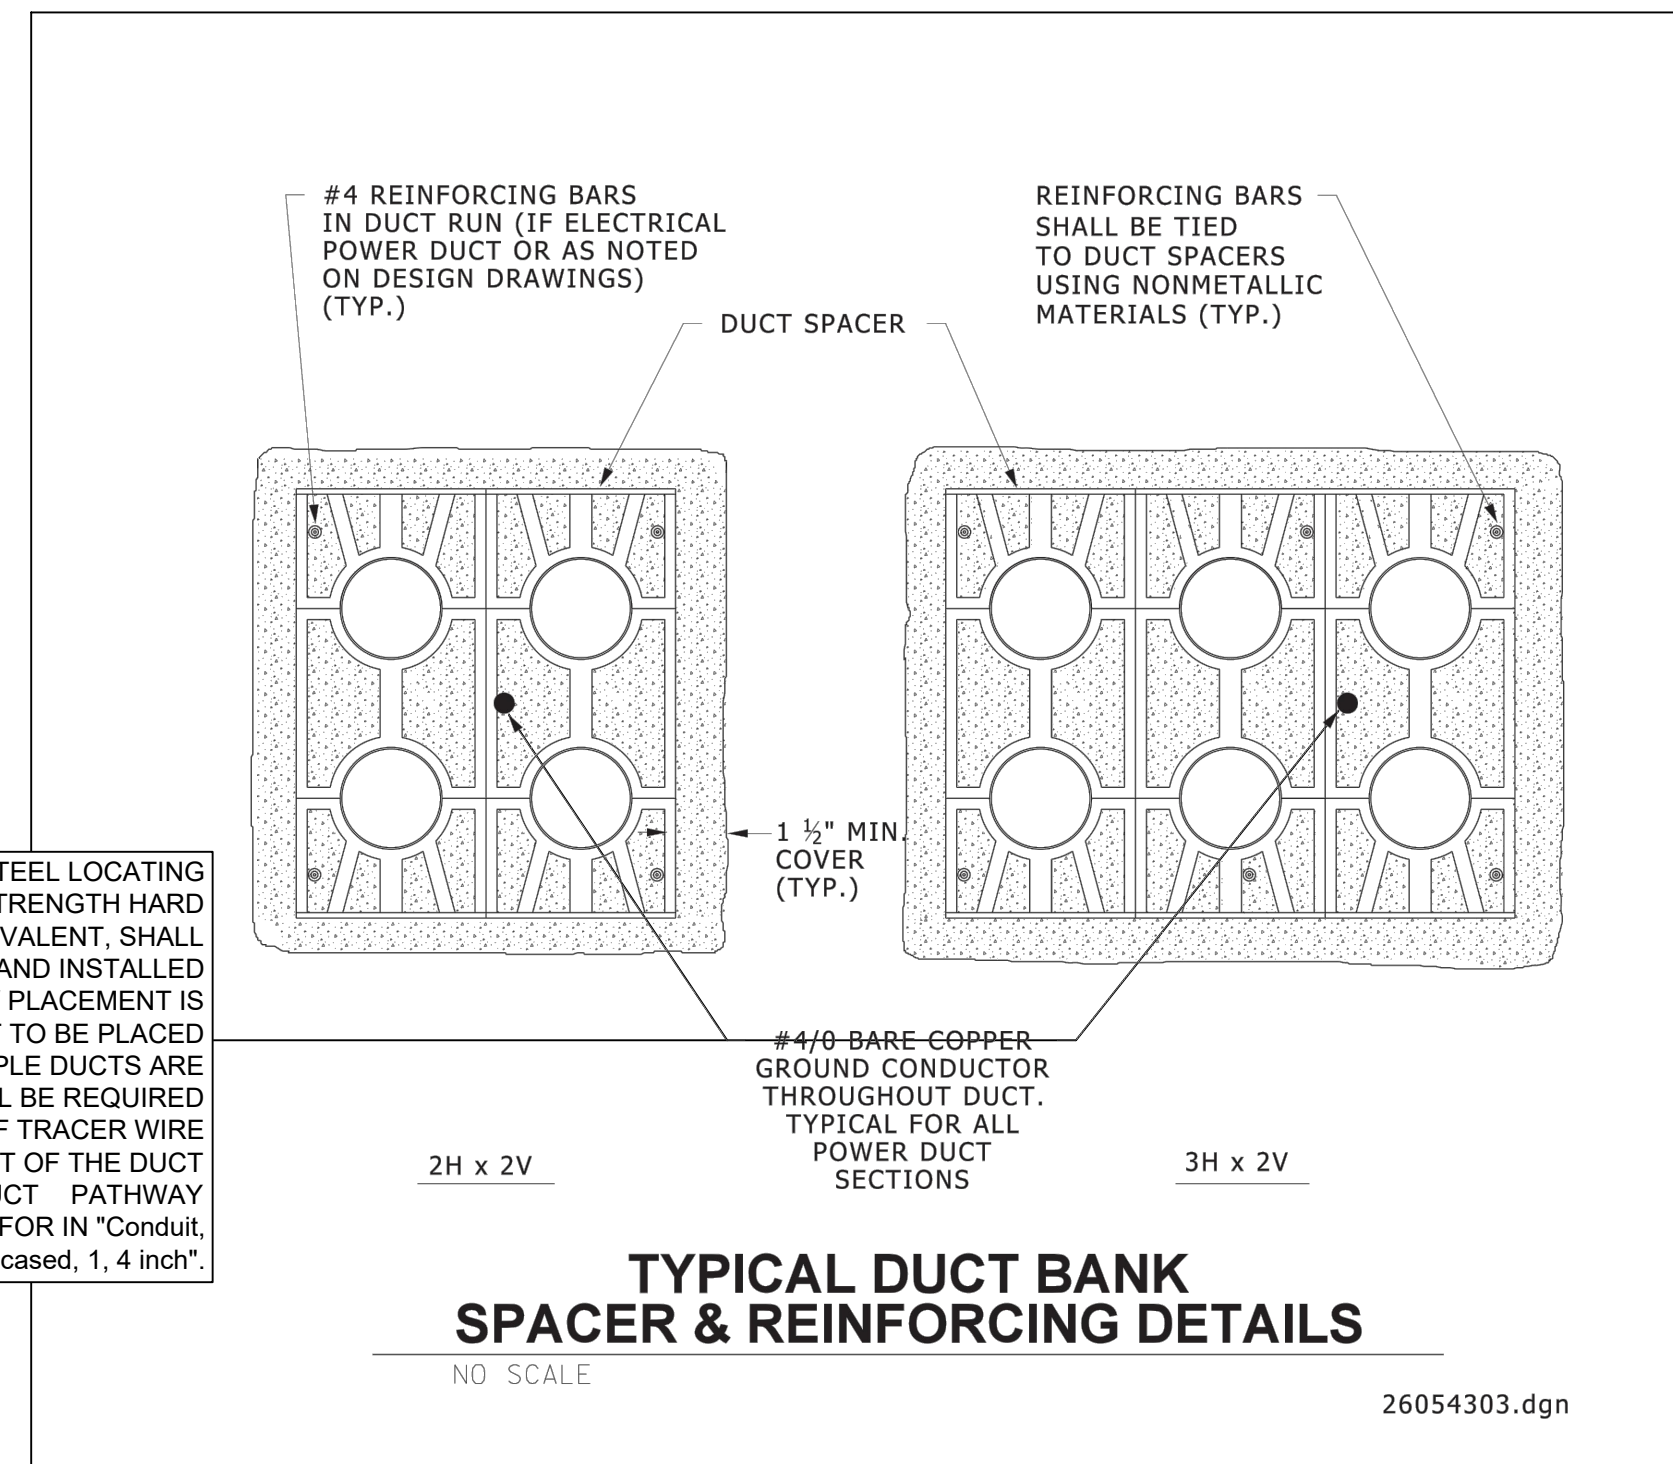 #4 REINFORCING BARS
IN DUCT RUN (IF ELECTRICAL
POWER DUCT OR AS NOTED
ON DESIGN DRAWINGS)
(TYP.)
REINFORCING BARS
SHALL BE TIED
TO DUCT SPACERS
USING NONMETALLIC
MATERIALS (TYP.)
DUCT SPACER
1 ½" MIN.
COVER
(TYP.)
TEEL LOCATING
TRENGTH HARD
VALENT, SHALL
AND INSTALLED
PLACEMENT IS
T TO BE PLACED
PLE DUCTS ARE
L BE REQUIRED
F TRACER WIRE
T OF THE DUCT
UCT PATHWAY
FOR IN "Conduit,
cased, 1, 4 inch".
#4/0 BARE COPPER
GROUND CONDUCTOR
THROUGHOUT DUCT.
TYPICAL FOR ALL
POWER DUCT
SECTIONS
2H x 2V
3H x 2V
TYPICAL DUCT BANK
SPACER & REINFORCING DETAILS
NO SCALE
26054303.dgn